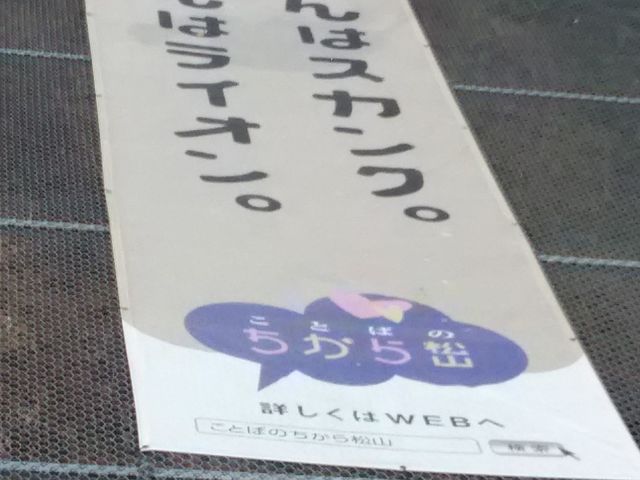 んはスカンク。
んはライオン。
ことばの
ちから松山
詳しくはWEBへ
ことばのちから松山
検索